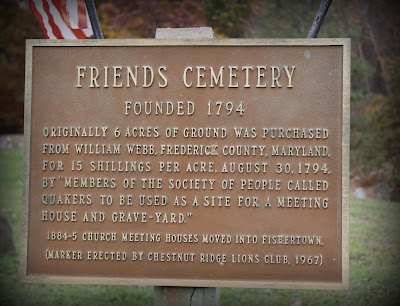 FRIENDS CEMETERY
FOUNDED 1794
ORIGINALLY 6 ACRES OF GROUND WAS PURCHASED
FROM WILLIAM WEBB, FREDERICK COUNTY, MARYLAND,
FOR 15 SHILLINGS PER ACRE, AUGUST 30, 1794,
BY "MEMBERS OF THE SOCIETY OF PEOPLE CALLED
QUAKERS TO BE USED AS A SITE FOR A MEETING
HOUSE AND GRAVE-YARD."
1884-5 CHURCH MEETING HOUSES MOVED INTO FISHERTOWN.
(MARKER ERECTED BY CHESTNUT RIDGE LIONS CLUB, 1967)